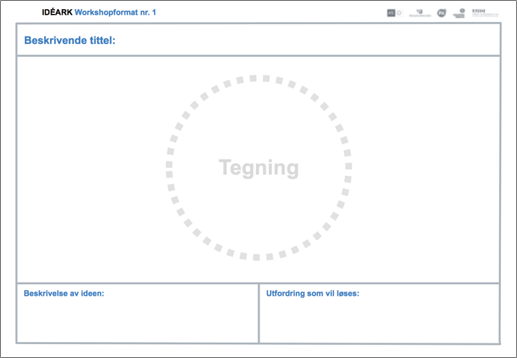 IDÉARK Workshopformat nr. 1
Beskrivende tittel:
Tegning
Beskrivelse av ideen:
Utfordring som vil løses: